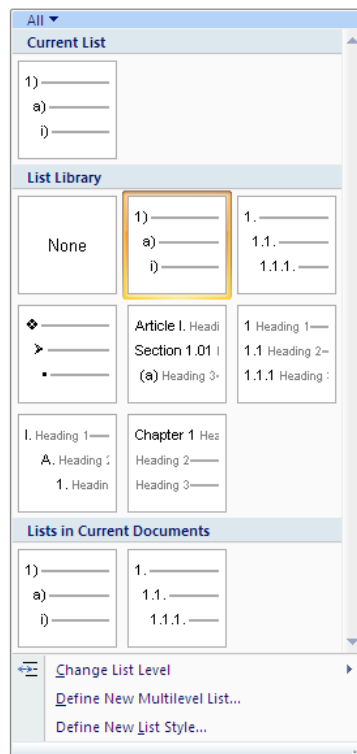 All
Current List
1)
a)
i)
List Library
None
1)
a)
i)
1.
1.1.
1.1.1.
Article I. Headi
Section 1.01
(a) Heading 3
1 Heading 1
1.1 Heading 2
1.1.1 Heading
I. Heading 1
A. Heading
1. Headin
Chapter 1 Hea
Heading 2
Heading 3
Lists in Current Documents
1)
a)
i)
1.
1.1.
1.1.1.
Change List Level
Define New Multilevel List...
Define New List Style...